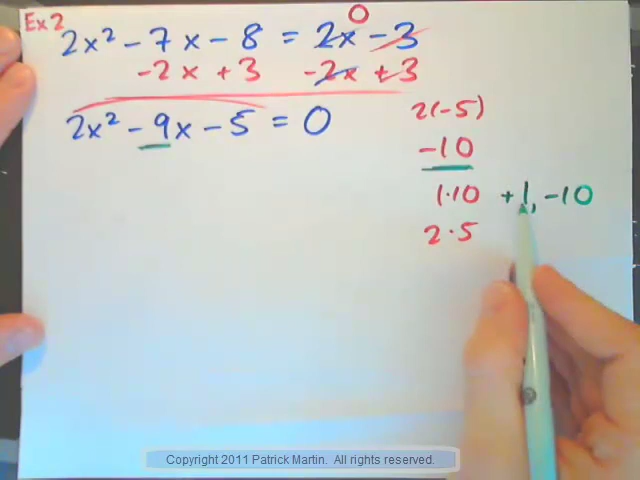 Ex 2
2x² - 7x - 8 = 2x - 3
0
-2x + 3 -2x + 3
2x² - 9x - 5 = 0
2(-5)
-10
1·10 +1, -10
2·5
Copyright 2011 Patrick Martin. All rights reserved.